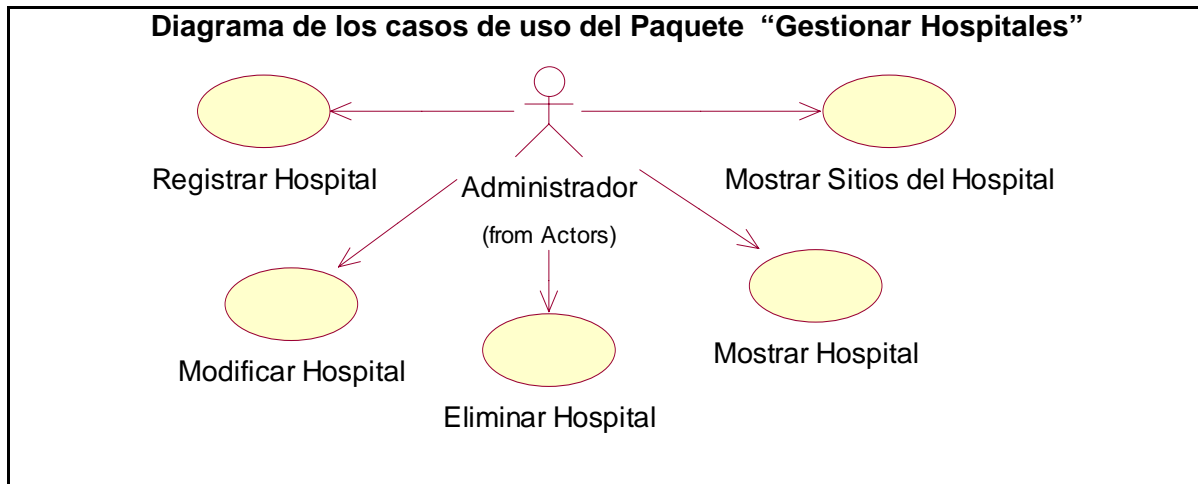 Diagrama de los casos de uso del Paquete “Gestionar Hospitales”
Registrar Hospital
Administrador
(from Actors)
Mostrar Sitios del Hospital
Modificar Hospital
Eliminar Hospital
Mostrar Hospital